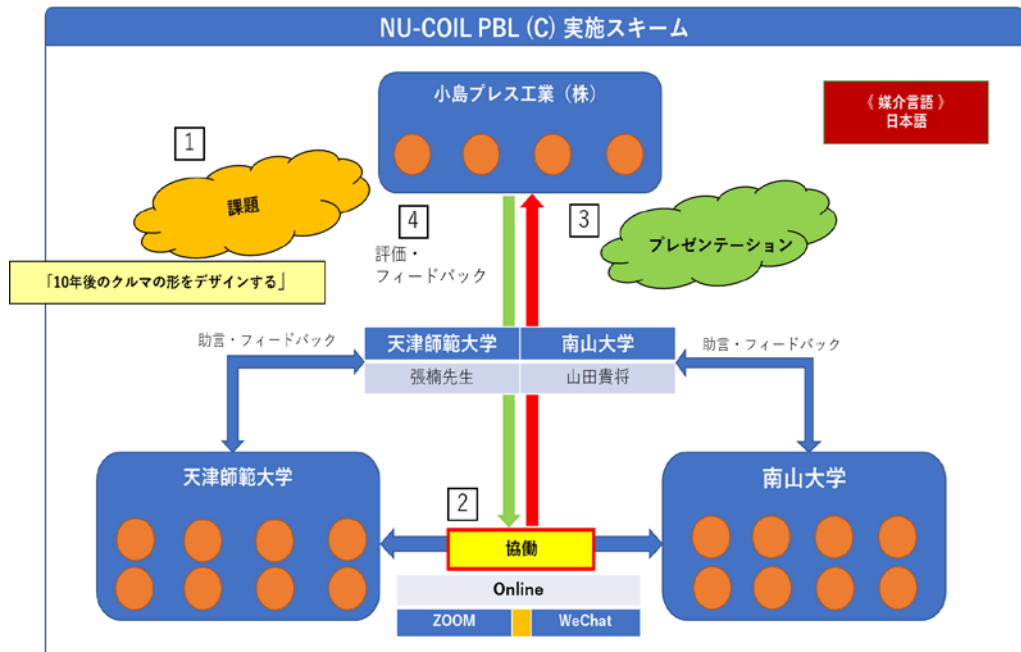 NU-COIL PBL (C) 実施スキーム
小島プレス工業（株）
《 媒介言語 》
日本語
1
課題
「10年後のクルマの形をデザインする」
4
評価・
フィードバック
3
プレゼンテーション
助言・フィードバック
天津師範大学
南山大学
張楠先生
山田貴将
助言・フィードバック
天津師範大学
南山大学
2
協働
Online
ZOOM
WeChat